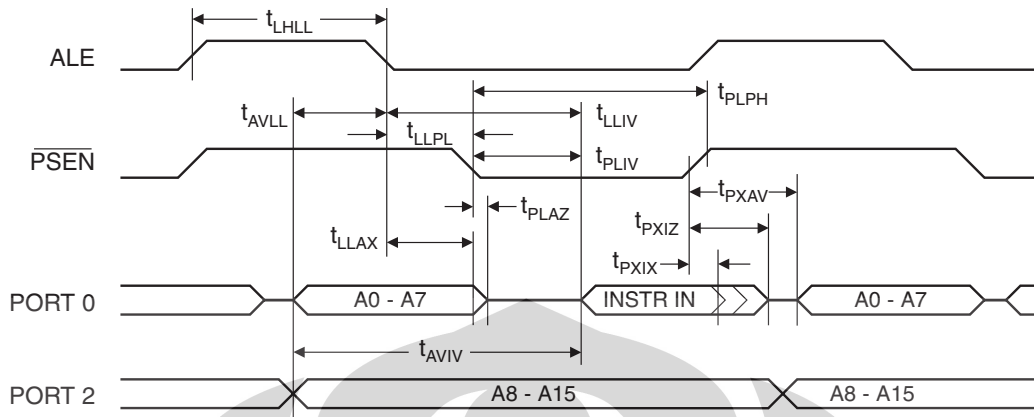 tLHLL
ALE
tPLPH
tAVLL
tLLIV
tLLPL
PSEN
tPLIV
tPXAV
tPLAZ
tPXIZ
tLLAX
tPXIX
PORT 0
A0 - A7
INSTR IN
A0 - A7
tAVIV
PORT 2
A8 - A15
A8 - A15